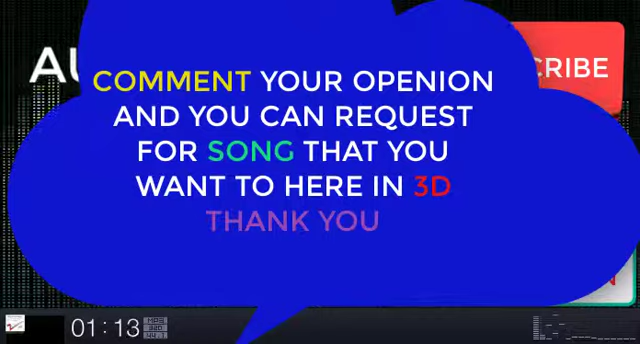 AU
CRIBE
COMMENT YOUR OPENION
AND YOU CAN REQUEST
FOR SONG THAT YOU
WANT TO HERE IN 3D
THANK YOU
01:13